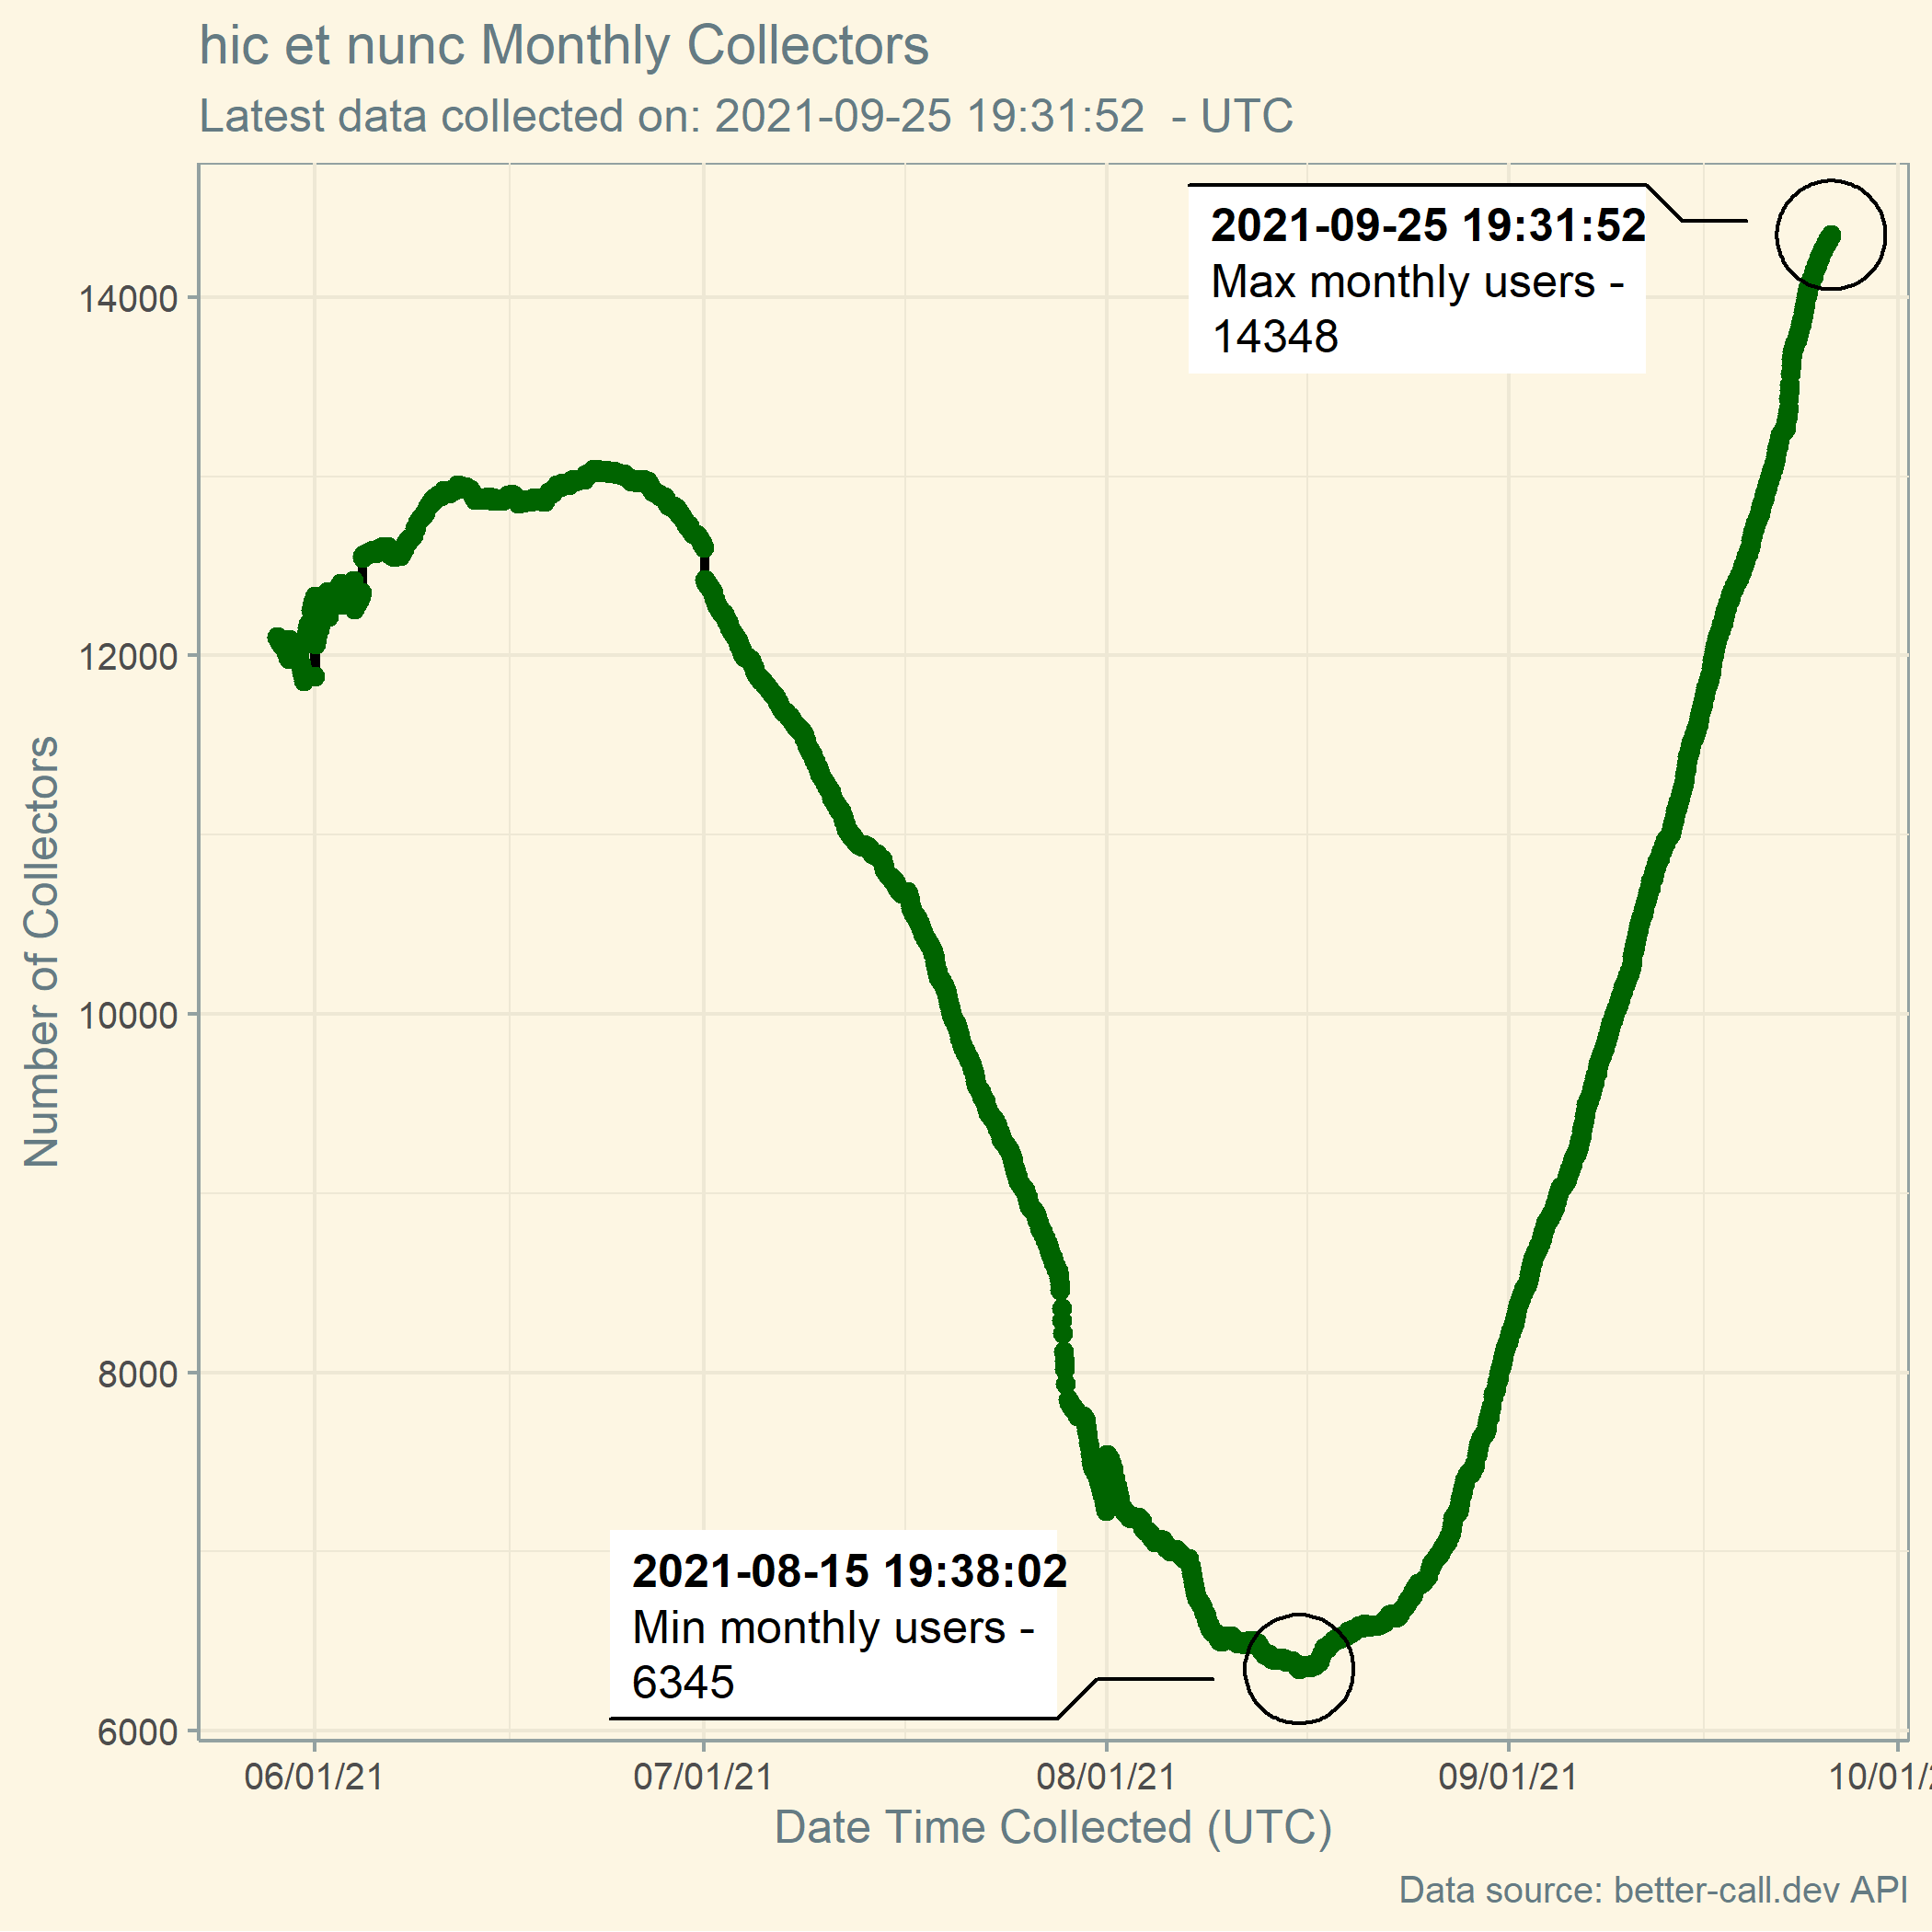 hic et nunc Monthly Collectors
Latest data collected on: 2021-09-25 19:31:52  - UTC
2021-09-25 19:31:52
Max monthly users -
14348
14000
12000
10000
8000
6000
Number of Collectors
2021-08-15 19:38:02
Min monthly users -
6345
06/01/21
07/01/21
08/01/21
09/01/21
10/01/2
Date Time Collected (UTC)
Data source: better-call.dev API